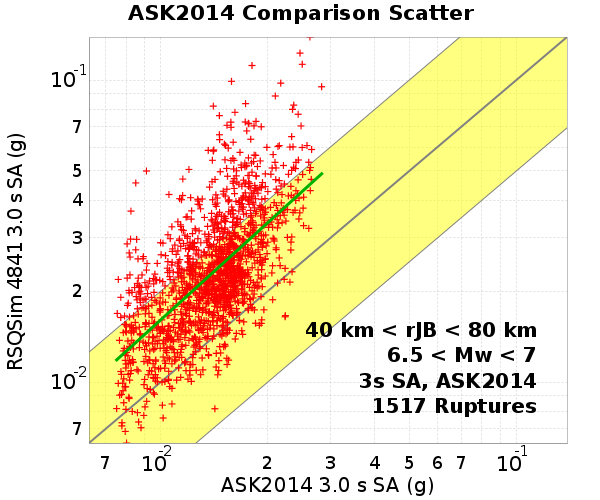 ASK2014 Comparison Scatter
RSQSim 4841 3.0 s SA (g)
10-1
7
5
4
3
2
10-2
7
40 km < rJB < 80 km
6.5 < Mw < 7
3s SA, ASK2014
1517 Ruptures
7 10-2 2 3 4 5 6 7 10-1
ASK2014 3.0 s SA (g)